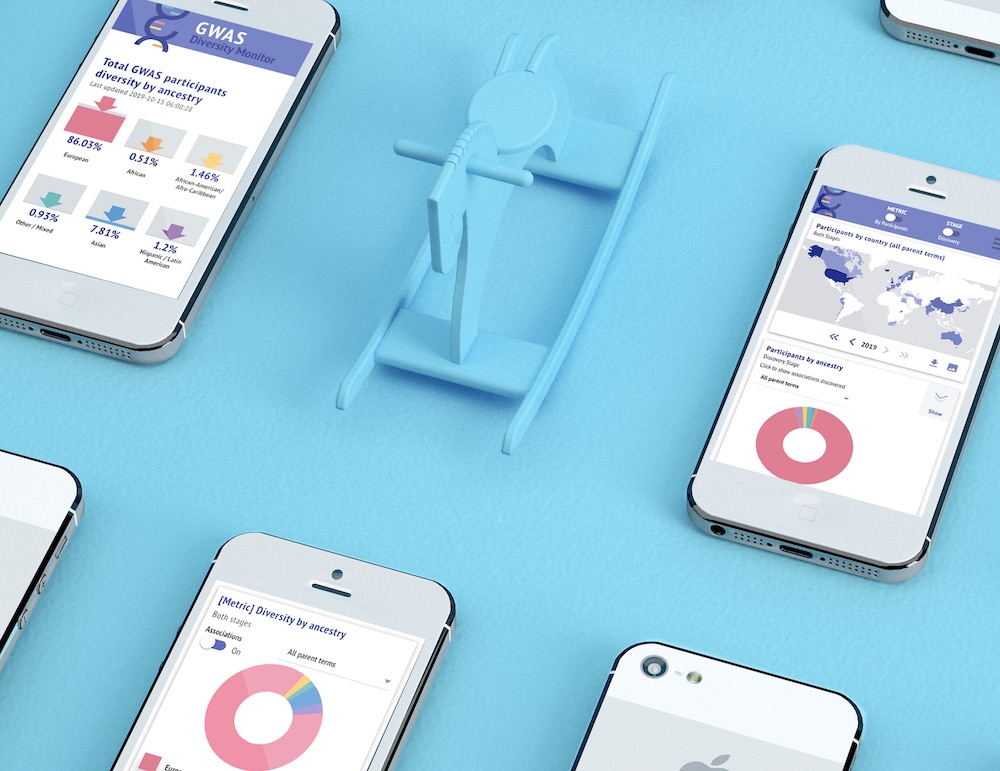 GWAS
Diversity Monitor
Total GWAS participants
diversity by ancestry
Last updated 2019-10-15 06:00:28
86.03%
European
0.51%
African
1.46%
African-American/
Afro-Caribbean
0.93%
Other / Mixed
7.81%
Asian
1.2%
Hispanic / Latin
American
METRIC
By Participants
STAGE
Discovery
Participants by country (all parent terms)
Both Stages
2019
Participants by ancestry
Discovery Stage
Click to show associations discovered
All parent terms
Show
[Metric] Diversity by ancestry
Both stages
Associations
On
All parent terms